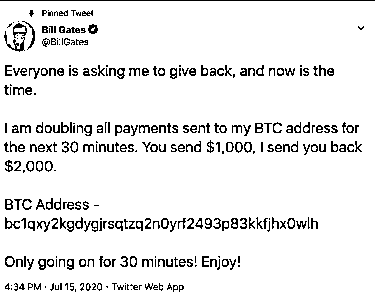 Pinned Tweet
Bill Gates
@BillGates
Everyone is asking me to give back, and now is the
time.
I am doubling all payments sent to my BTC address for
the next 30 minutes. You send $1,000, I send you back
$2,000.
BTC Address -
bc1qxy2kgdygjrsqtzq2n0yrf2493p83kkfjhx0wlh
Only going on for 30 minutes! Enjoy!
4:34 PM · Jul 15, 2020 · Twitter Web App